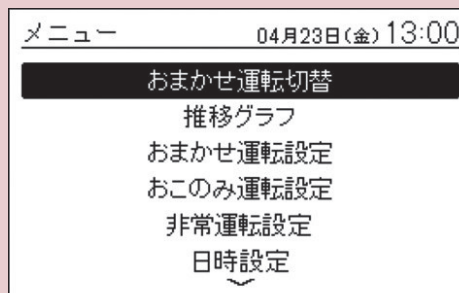 メニュー 04月23日(金)13:00
おまかせ運転切替
推移グラフ
おまかせ運転設定
おこのみ運転設定
非常運転設定
日時設定